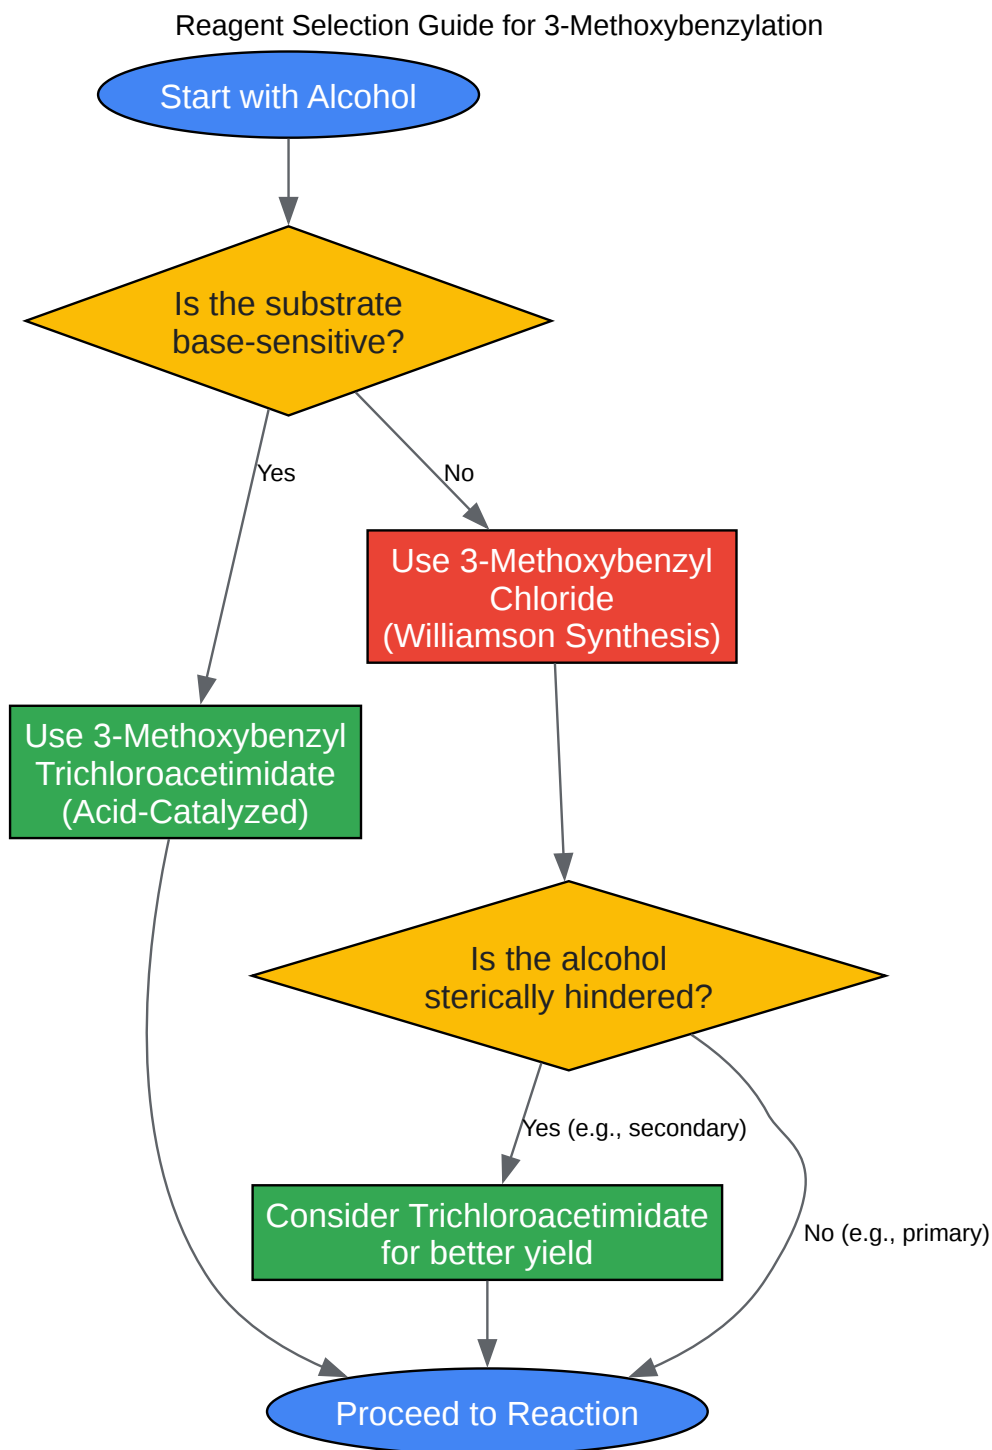 Reagent Selection Guide for 3-Methoxybenzylation
Start with Alcohol
Is the substrate
base-sensitive?
Yes
No
Use 3-Methoxybenzyl
Chloride
(Williamson Synthesis)
Use 3-Methoxybenzyl
Trichloroacetimidate
(Acid-Catalyzed)
Is the alcohol
sterically hindered?
Yes (e.g., secondary)
Consider Trichloroacetimidate
for better yield
No (e.g., primary)
Proceed to Reaction